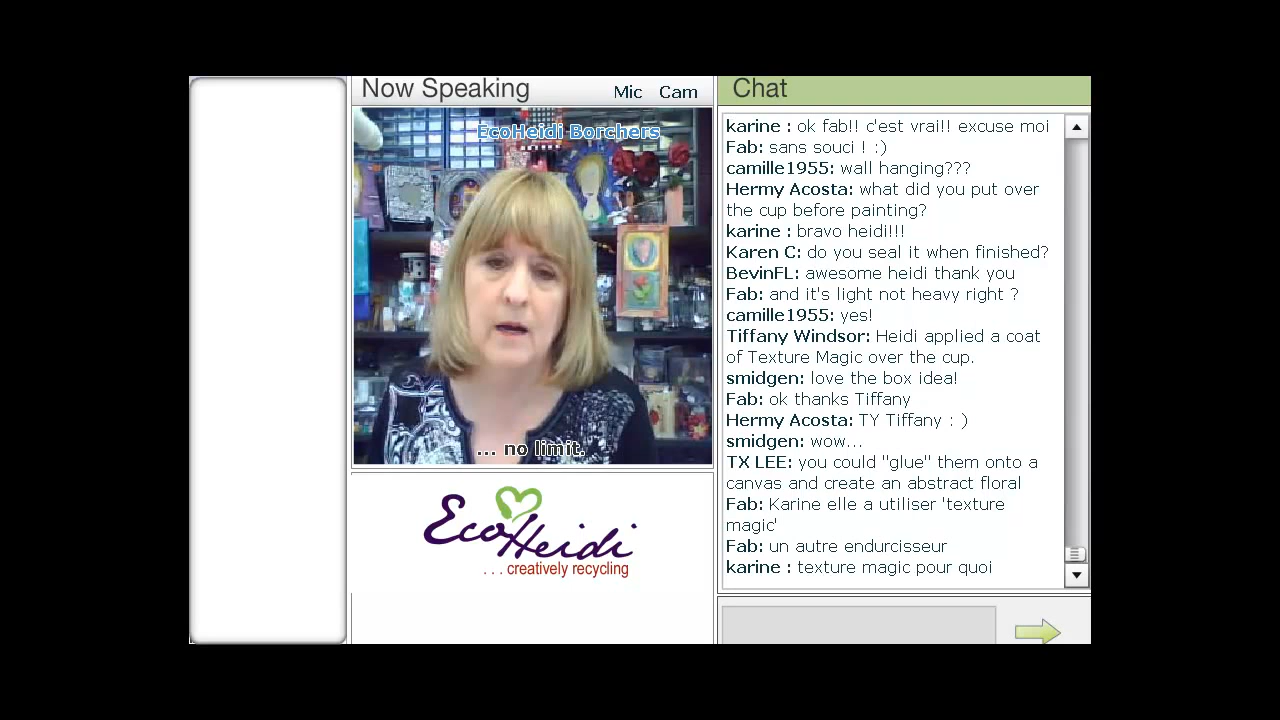 Now Speaking
Mic Cam
Chat
EcoHeidi Borchers
... no limit.
EcoHeidi
. . . creatively recycling
karine : ok fab!! c'est vrai!!! excuse moi
Fab: sans souci ! :)
camille1955: wall hanging???
Hermy Acosta: what did you put over
the cup before painting?
karine : bravo heidi!!!
Karen C: do you seal it when finished?
BevinFL: awesome heidi thank you
Fab: and it's light not heavy right ?
camille1955: yes!
Tiffany Windsor: Heidi applied a coat
of Texture Magic over the cup.
smidgen: love the box idea!
Fab: ok thanks Tiffany
Hermy Acosta: TY Tiffany : )
smidgen: wow...
TX LEE: you could "glue" them onto a
canvas and create an abstract floral
Fab: Karine elle a utiliser 'texture
magic'
Fab: un autre endurcisseur
karine : texture magic pour quoi